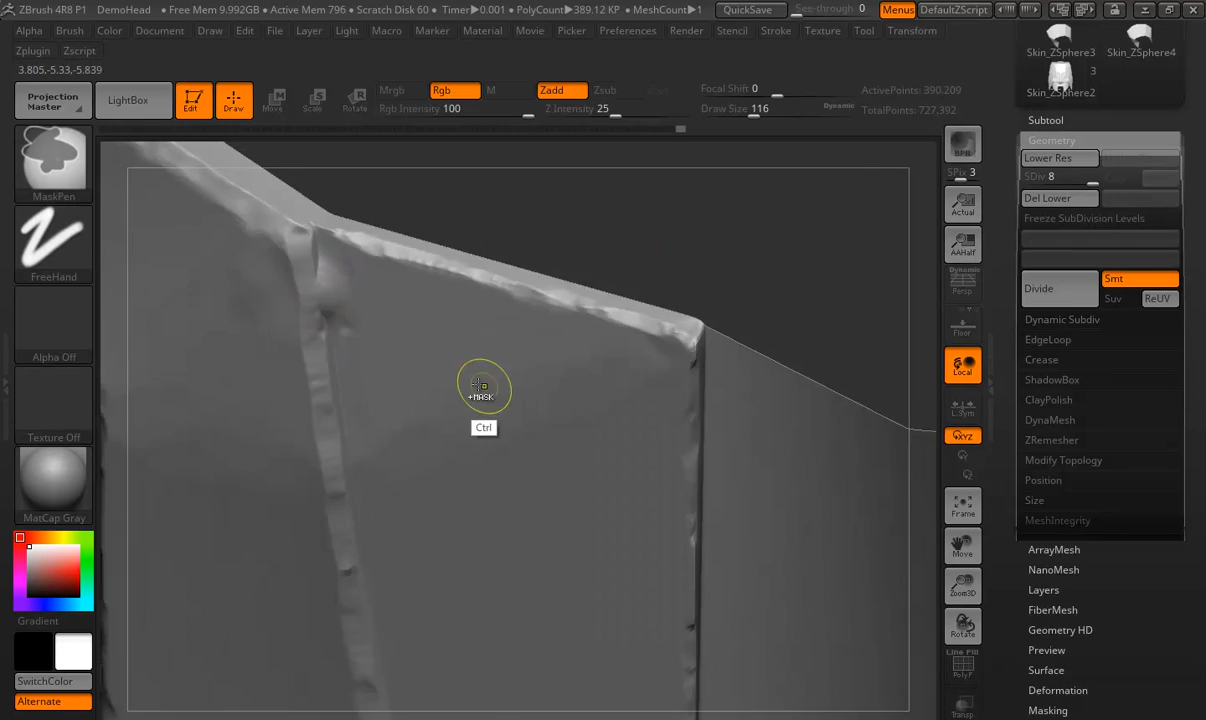 ZBrush 4R8 P1 DemoHead • Free Mem 9.992GB • Active Mem 796 • Scratch Disk 60 • Timer▶0.001 • PolyCount▶389.12 KP • MeshCount▶1 QuickSave See-through 0 Menus DefaultZScript
Alpha Brush Color Document Draw Edit File Layer Light Macro Marker Material Movie Picker Preferences Render Stencil Stroke Texture Tool Transform
Zplugin Zscript
3.805,-5.33,-5.839
Projection
Master
LightBox
Edit
Draw
Move
Scale
Rotate
Mrgb Rgb M Zadd Zsub
Rgb Intensity 100 Z Intensity 25
Focal Shift 0
Draw Size 116 Dynamic
ActivePoints: 390.209
TotalPoints: 727,392
MaskPen
FreeHand
Alpha Off
Texture Off
MatCap Gray
Gradient
SwitchColor
Alternate
+MASK
Ctrl
BPR
SPix 3
Actual
AAHalf
Dynamic
Persp
Floor
Local
L.Sym
XYZ
Frame
Move
Zoom3D
Rotate
Line Fill
PolyF
Transp
Skin_ZSphere3 Skin_ZSphere4
3
Skin_ZSphere2
Subtool
Geometry
Lower Res
SDiv 8
Del Lower
Freeze SubDivision Levels
Divide
Smt
Suv ReUV
Dynamic Subdiv
EdgeLoop
Crease
ShadowBox
ClayPolish
DynaMesh
ZRemesher
Modify Topology
Position
Size
MeshIntegrity
ArrayMesh
NanoMesh
Layers
FiberMesh
Geometry HD
Preview
Surface
Deformation
Masking